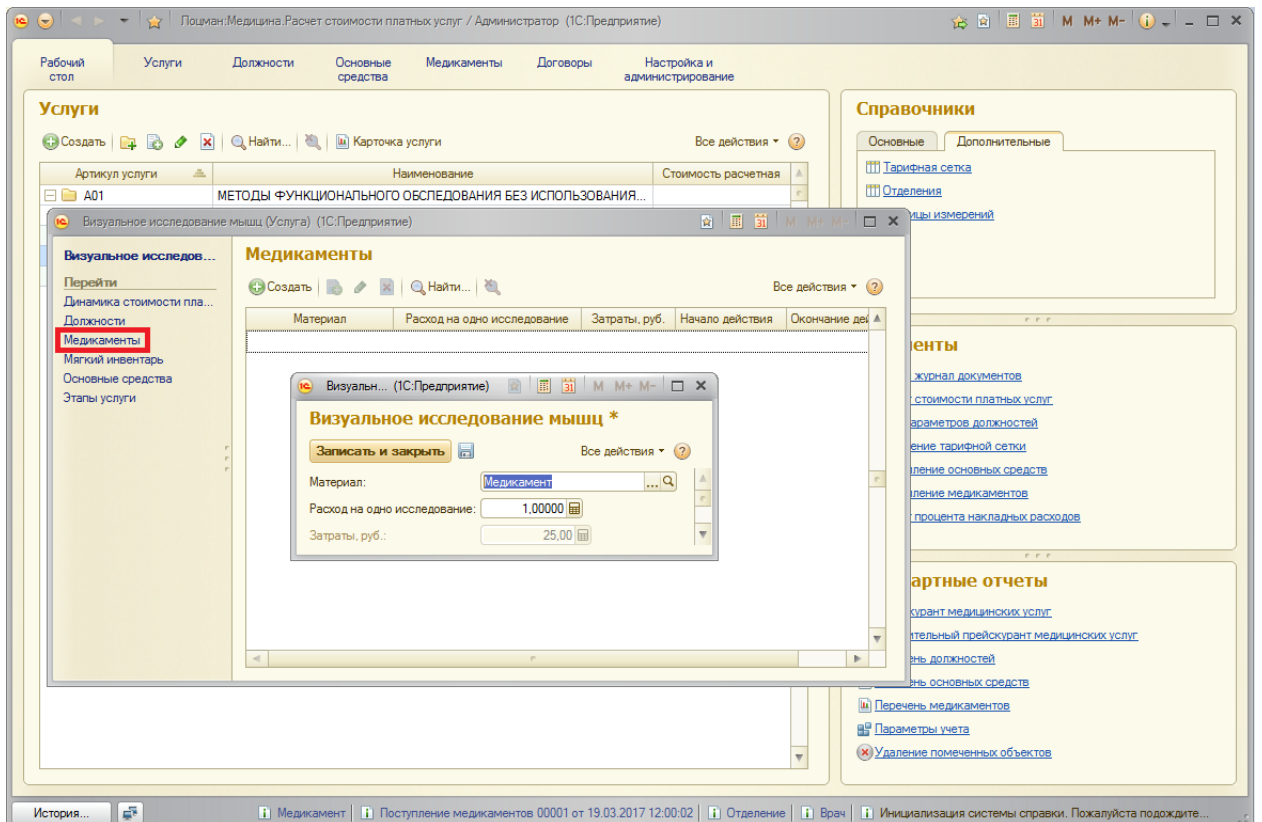 Лоцман:Медицина.Расчет стоимости платных услуг / Администратор (1С:Предприятие)
M M+ M-
Рабочий стол
Услуги
Должности
Основные средства
Медикаменты
Договоры
Настройка и администрирование
Услуги
Создать
Найти...
Карточка услуги
Все действия
Артикул услуги
Наименование
Стоимость расчетная
A01
МЕТОДЫ ФУНКЦИОНАЛЬНОГО ОБСЛЕДОВАНИЯ БЕЗ ИСПОЛЬЗОВАНИЯ...
Визуальное исследование мышц (Услуга) (1С:Предприятие)
M M+ M-
Визуальное исследов...
Перейти
Динамика стоимости пла...
Должности
Медикаменты
Мягкий инвентарь
Основные средства
Этапы услуги
Медикаменты
Создать
Найти...
Все действия
Материал
Расход на одно исследование
Затраты, руб.
Начало действия
Окончание дей
Визуальн... (1С:Предприятие)
M M+ M-
Визуальное исследование мышц *
Записать и закрыть
Все действия
Материал:
Медикамент
Расход на одно исследование:
1,00000
Затраты, руб.:
25,00
Справочники
Основные
Дополнительные
Тарифная сетка
Отделения
ицы измерений
енты
журнал документов
стоимости платных услуг
араметров должностей
ение тарифной сетки
ление основных средств
ление медикаментов
процента накладных расходов
артные отчеты
курант медицинских услуг
ительный прейскурант медицинских услуг
ень должностей
ень основных средств
Перечень медикаментов
Параметры учета
Удаление помеченных объектов
История...
Медикамент
Поступление медикаментов 00001 от 19.03.2017 12:00:02
Отделение
Врач
Инициализация системы справки. Пожалуйста подождите...